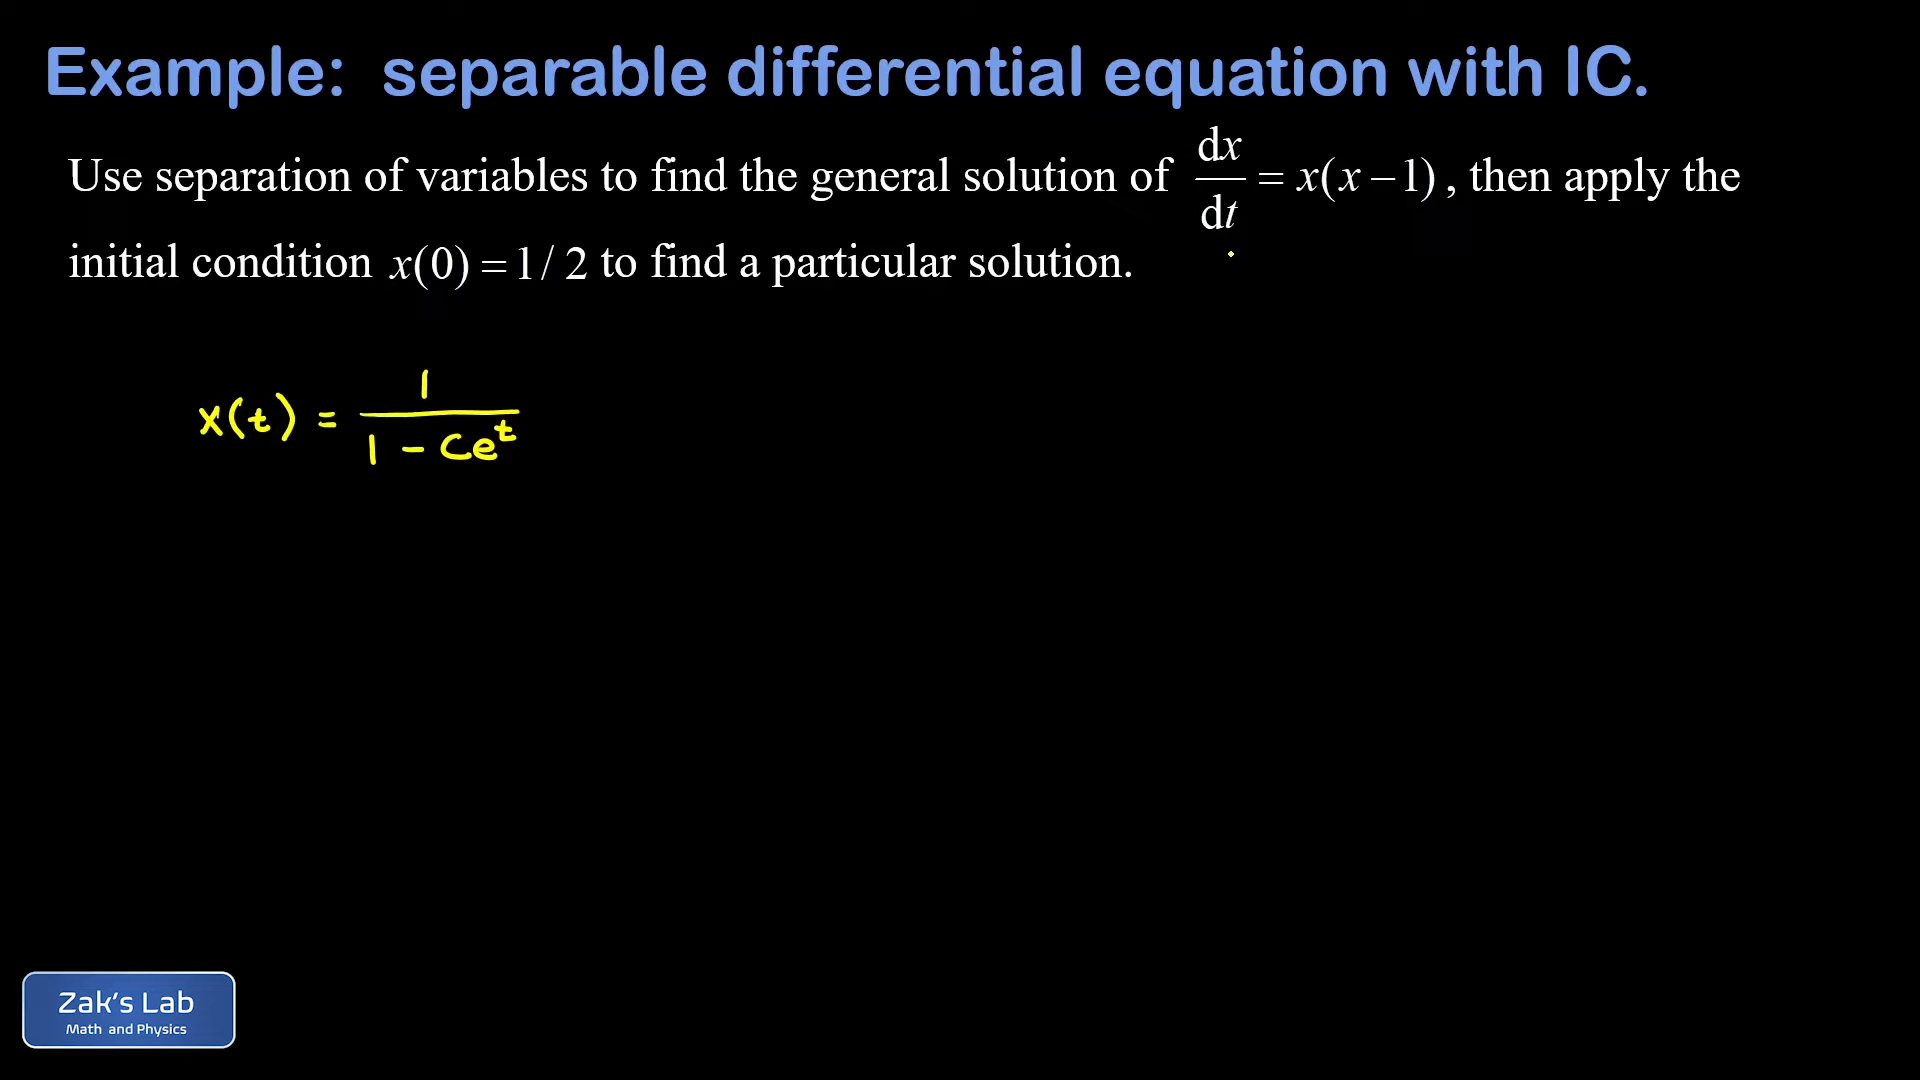 Example: separable differential equation with IC.
Use separation of variables to find the general solution of dx/dt = x(x − 1), then apply the
initial condition x(0) = 1/2 to find a particular solution.
x(t) = 1/(1 - Ce^t)
Zak's Lab
Math and Physics